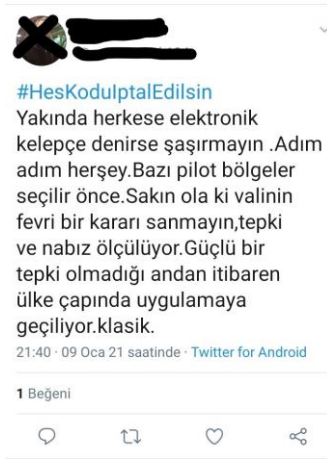 #HesKoduIptalEdilsin
Yakında herkese elektronik
kelepçe denirse şaşırmayın .Adım
adım herşey.Bazı pilot bölgeler
seçilir önce.Sakın ola ki valinin
fevri bir kararı sanmayın,tepki
ve nabız ölçülüyor.Güçlü bir
tepki olmadığı andan itibaren
ülke çapında uygulamaya
geçiliyor.klasik.
21:40 · 09 Oca 21 saatinde · Twitter for Android
1 Beğeni